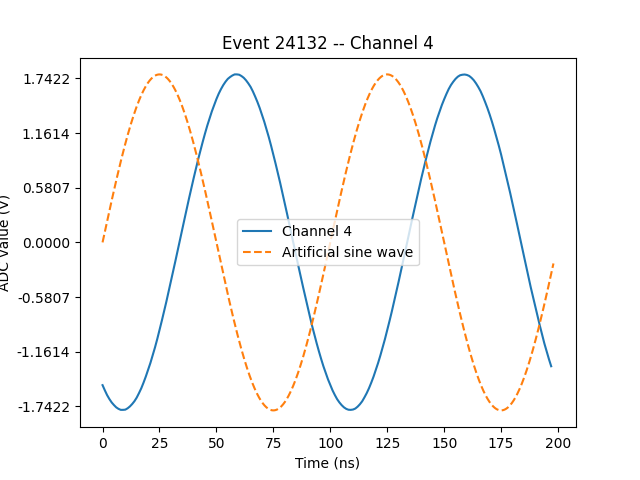 Event 24132 -- Channel 4
1.7422
1.1614
0.5807
0.0000
-0.5807
-1.1614
-1.7422
ADC value (V)
Channel 4
Artificial sine wave
0 25 50 75 100 125 150 175 200
Time (ns)